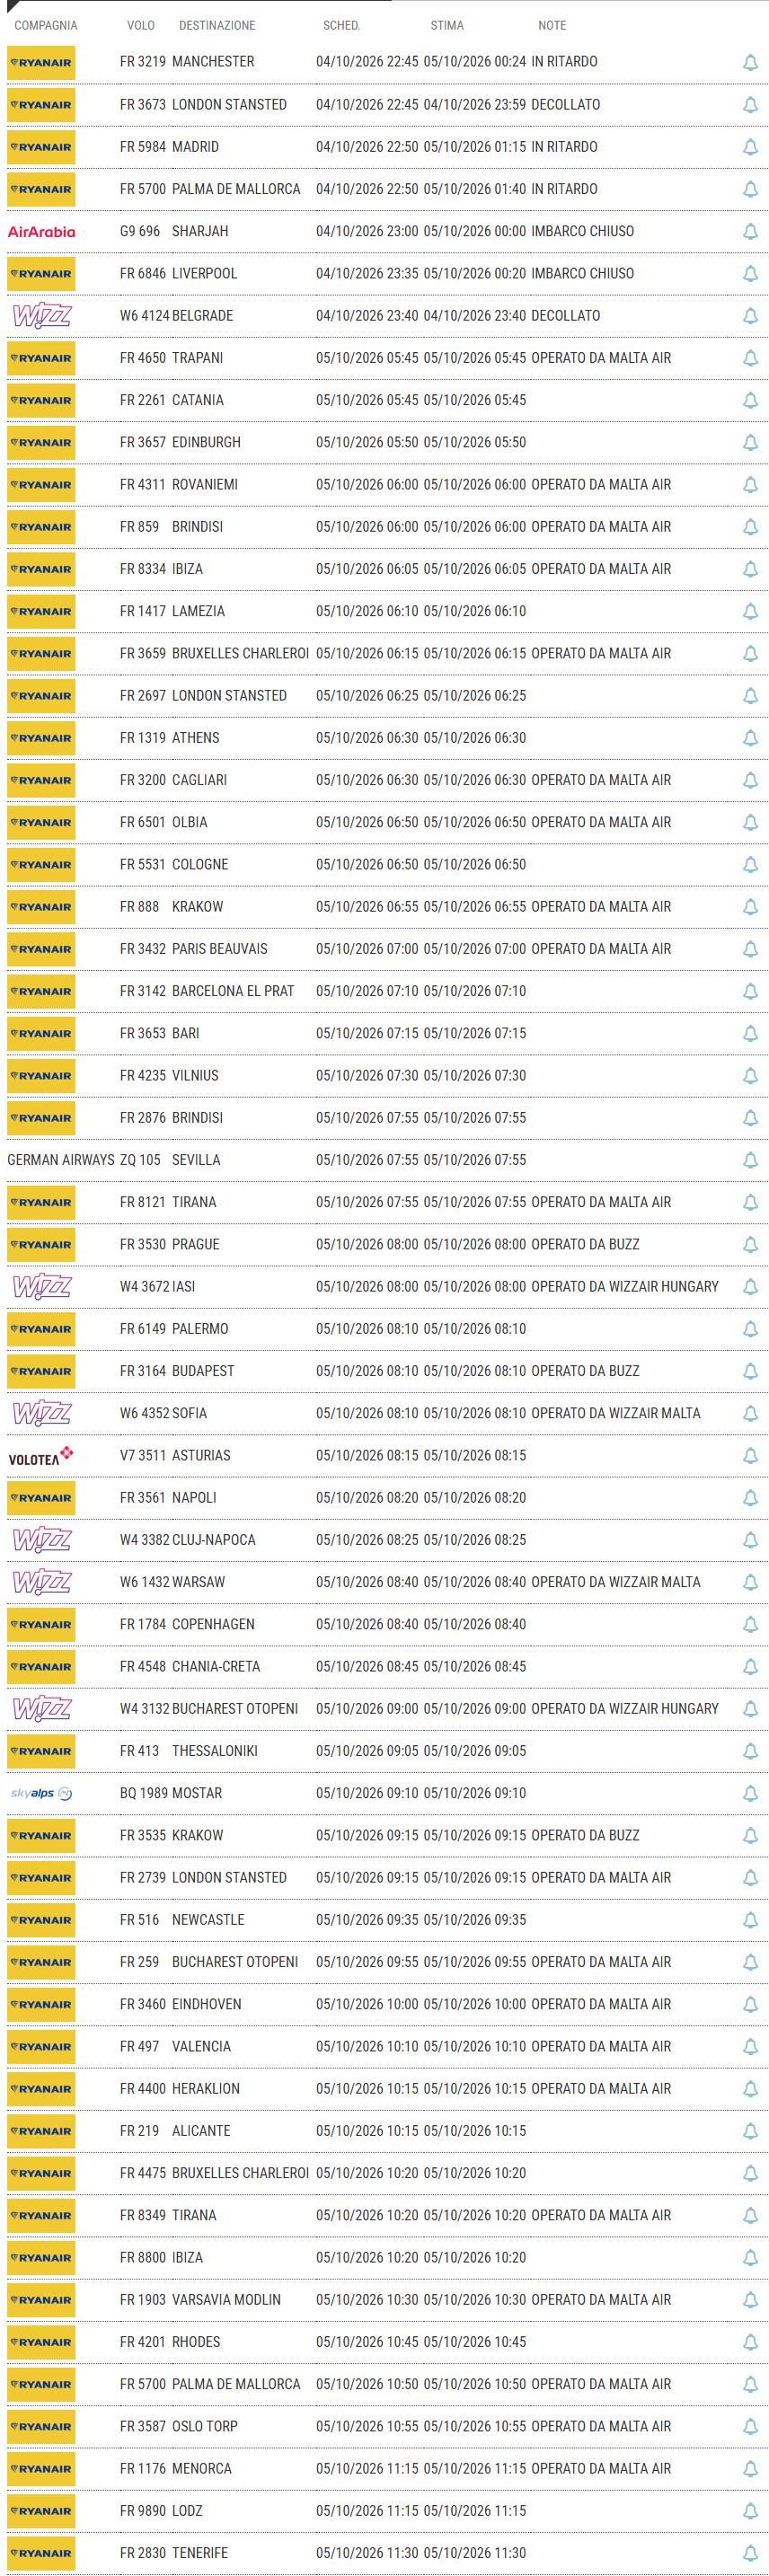 COMPAGNIA VOLO DESTINAZIONE SCHED. STIMA NOTE
RYANAIR FR 3219 MANCHESTER 04/10/2026 22:45 05/10/2026 00:24 IN RITARDO
RYANAIR FR 3673 LONDON STANSTED 04/10/2026 22:45 04/10/2026 23:59 DECOLLATO
RYANAIR FR 5984 MADRID 04/10/2026 22:50 05/10/2026 01:15 IN RITARDO
RYANAIR FR 5700 PALMA DE MALLORCA 04/10/2026 22:50 05/10/2026 01:40 IN RITARDO
AirArabia G9 696 SHARJAH 04/10/2026 23:00 05/10/2026 00:00 IMBARCO CHIUSO
RYANAIR FR 6846 LIVERPOOL 04/10/2026 23:35 05/10/2026 00:20 IMBARCO CHIUSO
WIZZ W6 4124 BELGRADE 04/10/2026 23:40 04/10/2026 23:40 DECOLLATO
RYANAIR FR 4650 TRAPANI 05/10/2026 05:45 05/10/2026 05:45 OPERATO DA MALTA AIR
RYANAIR FR 2261 CATANIA 05/10/2026 05:45 05/10/2026 05:45
RYANAIR FR 3657 EDINBURGH 05/10/2026 05:50 05/10/2026 05:50
RYANAIR FR 4311 ROVANIEMI 05/10/2026 06:00 05/10/2026 06:00 OPERATO DA MALTA AIR
RYANAIR FR 859 BRINDISI 05/10/2026 06:00 05/10/2026 06:00 OPERATO DA MALTA AIR
RYANAIR FR 8334 IBIZA 05/10/2026 06:05 05/10/2026 06:05 OPERATO DA MALTA AIR
RYANAIR FR 1417 LAMEZIA 05/10/2026 06:10 05/10/2026 06:10
RYANAIR FR 3659 BRUXELLES CHARLEROI 05/10/2026 06:15 05/10/2026 06:15 OPERATO DA MALTA AIR
RYANAIR FR 2697 LONDON STANSTED 05/10/2026 06:25 05/10/2026 06:25
RYANAIR FR 1319 ATHENS 05/10/2026 06:30 05/10/2026 06:30
RYANAIR FR 3200 CAGLIARI 05/10/2026 06:30 05/10/2026 06:30 OPERATO DA MALTA AIR
RYANAIR FR 6501 OLBIA 05/10/2026 06:50 05/10/2026 06:50 OPERATO DA MALTA AIR
RYANAIR FR 5531 COLOGNE 05/10/2026 06:50 05/10/2026 06:50
RYANAIR FR 888 KRAKOW 05/10/2026 06:55 05/10/2026 06:55 OPERATO DA MALTA AIR
RYANAIR FR 3432 PARIS BEAUVAIS 05/10/2026 07:00 05/10/2026 07:00 OPERATO DA MALTA AIR
RYANAIR FR 3142 BARCELONA EL PRAT 05/10/2026 07:10 05/10/2026 07:10
RYANAIR FR 3653 BARI 05/10/2026 07:15 05/10/2026 07:15
RYANAIR FR 4235 VILNIUS 05/10/2026 07:30 05/10/2026 07:30
RYANAIR FR 2876 BRINDISI 05/10/2026 07:55 05/10/2026 07:55
GERMAN AIRWAYS ZQ 105 SEVILLA 05/10/2026 07:55 05/10/2026 07:55
RYANAIR FR 8121 TIRANA 05/10/2026 07:55 05/10/2026 07:55 OPERATO DA MALTA AIR
RYANAIR FR 3530 PRAGUE 05/10/2026 08:00 05/10/2026 08:00 OPERATO DA BUZZ
WIZZ W4 3672 IASI 05/10/2026 08:00 05/10/2026 08:00 OPERATO DA WIZZAIR HUNGARY
RYANAIR FR 6149 PALERMO 05/10/2026 08:10 05/10/2026 08:10
RYANAIR FR 3164 BUDAPEST 05/10/2026 08:10 05/10/2026 08:10 OPERATO DA BUZZ
WIZZ W6 4352 SOFIA 05/10/2026 08:10 05/10/2026 08:10 OPERATO DA WIZZAIR MALTA
VOLOTEA V7 3511 ASTURIAS 05/10/2026 08:15 05/10/2026 08:15
RYANAIR FR 3561 NAPOLI 05/10/2026 08:20 05/10/2026 08:20
WIZZ W4 3382 CLUJ-NAPOCA 05/10/2026 08:25 05/10/2026 08:25
WIZZ W6 1432 WARSAW 05/10/2026 08:40 05/10/2026 08:40 OPERATO DA WIZZAIR MALTA
RYANAIR FR 1784 COPENHAGEN 05/10/2026 08:40 05/10/2026 08:40
RYANAIR FR 4548 CHANIA-CRETA 05/10/2026 08:45 05/10/2026 08:45
WIZZ W4 3132 BUCHAREST OTOPENI 05/10/2026 09:00 05/10/2026 09:00 OPERATO DA WIZZAIR HUNGARY
RYANAIR FR 413 THESSALONIKI 05/10/2026 09:05 05/10/2026 09:05
skyalps BQ 1989 MOSTAR 05/10/2026 09:10 05/10/2026 09:10
RYANAIR FR 3535 KRAKOW 05/10/2026 09:15 05/10/2026 09:15 OPERATO DA BUZZ
RYANAIR FR 2739 LONDON STANSTED 05/10/2026 09:15 05/10/2026 09:15 OPERATO DA MALTA AIR
RYANAIR FR 516 NEWCASTLE 05/10/2026 09:35 05/10/2026 09:35
RYANAIR FR 259 BUCHAREST OTOPENI 05/10/2026 09:55 05/10/2026 09:55 OPERATO DA MALTA AIR
RYANAIR FR 3460 EINDHOVEN 05/10/2026 10:00 05/10/2026 10:00 OPERATO DA MALTA AIR
RYANAIR FR 497 VALENCIA 05/10/2026 10:10 05/10/2026 10:10 OPERATO DA MALTA AIR
RYANAIR FR 4400 HERAKLION 05/10/2026 10:15 05/10/2026 10:15 OPERATO DA MALTA AIR
RYANAIR FR 219 ALICANTE 05/10/2026 10:15 05/10/2026 10:15
RYANAIR FR 4475 BRUXELLES CHARLEROI 05/10/2026 10:20 05/10/2026 10:20
RYANAIR FR 8349 TIRANA 05/10/2026 10:20 05/10/2026 10:20 OPERATO DA MALTA AIR
RYANAIR FR 8800 IBIZA 05/10/2026 10:20 05/10/2026 10:20
RYANAIR FR 1903 VARSAVIA MODLIN 05/10/2026 10:30 05/10/2026 10:30 OPERATO DA MALTA AIR
RYANAIR FR 4201 RHODES 05/10/2026 10:45 05/10/2026 10:45
RYANAIR FR 5700 PALMA DE MALLORCA 05/10/2026 10:50 05/10/2026 10:50 OPERATO DA MALTA AIR
RYANAIR FR 3587 OSLO TORP 05/10/2026 10:55 05/10/2026 10:55 OPERATO DA MALTA AIR
RYANAIR FR 1176 MENORCA 05/10/2026 11:15 05/10/2026 11:15 OPERATO DA MALTA AIR
RYANAIR FR 9890 LODZ 05/10/2026 11:15 05/10/2026 11:15
RYANAIR FR 2830 TENERIFE 05/10/2026 11:30 05/10/2026 11:30